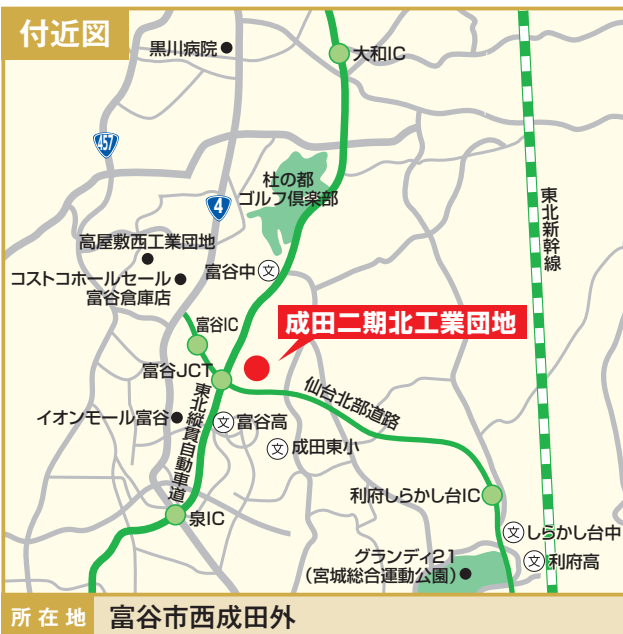 付近図
黒川病院
大和IC
457
杜の都
ゴルフ倶楽部
4
東北新幹線
高屋敷西工業団地
コストコホールセール
富谷倉庫店
富谷中
文
富谷IC
成田二期北工業団地
富谷JCT
仙台北部道路
東北縦貫自動車道
イオンモール富谷
文
富谷高
文
成田東小
利府しらかし台IC
泉IC
文
しらかし台中
グランディ21
(宮城総合運動公園)
文
利府高
所在地
富谷市西成田外